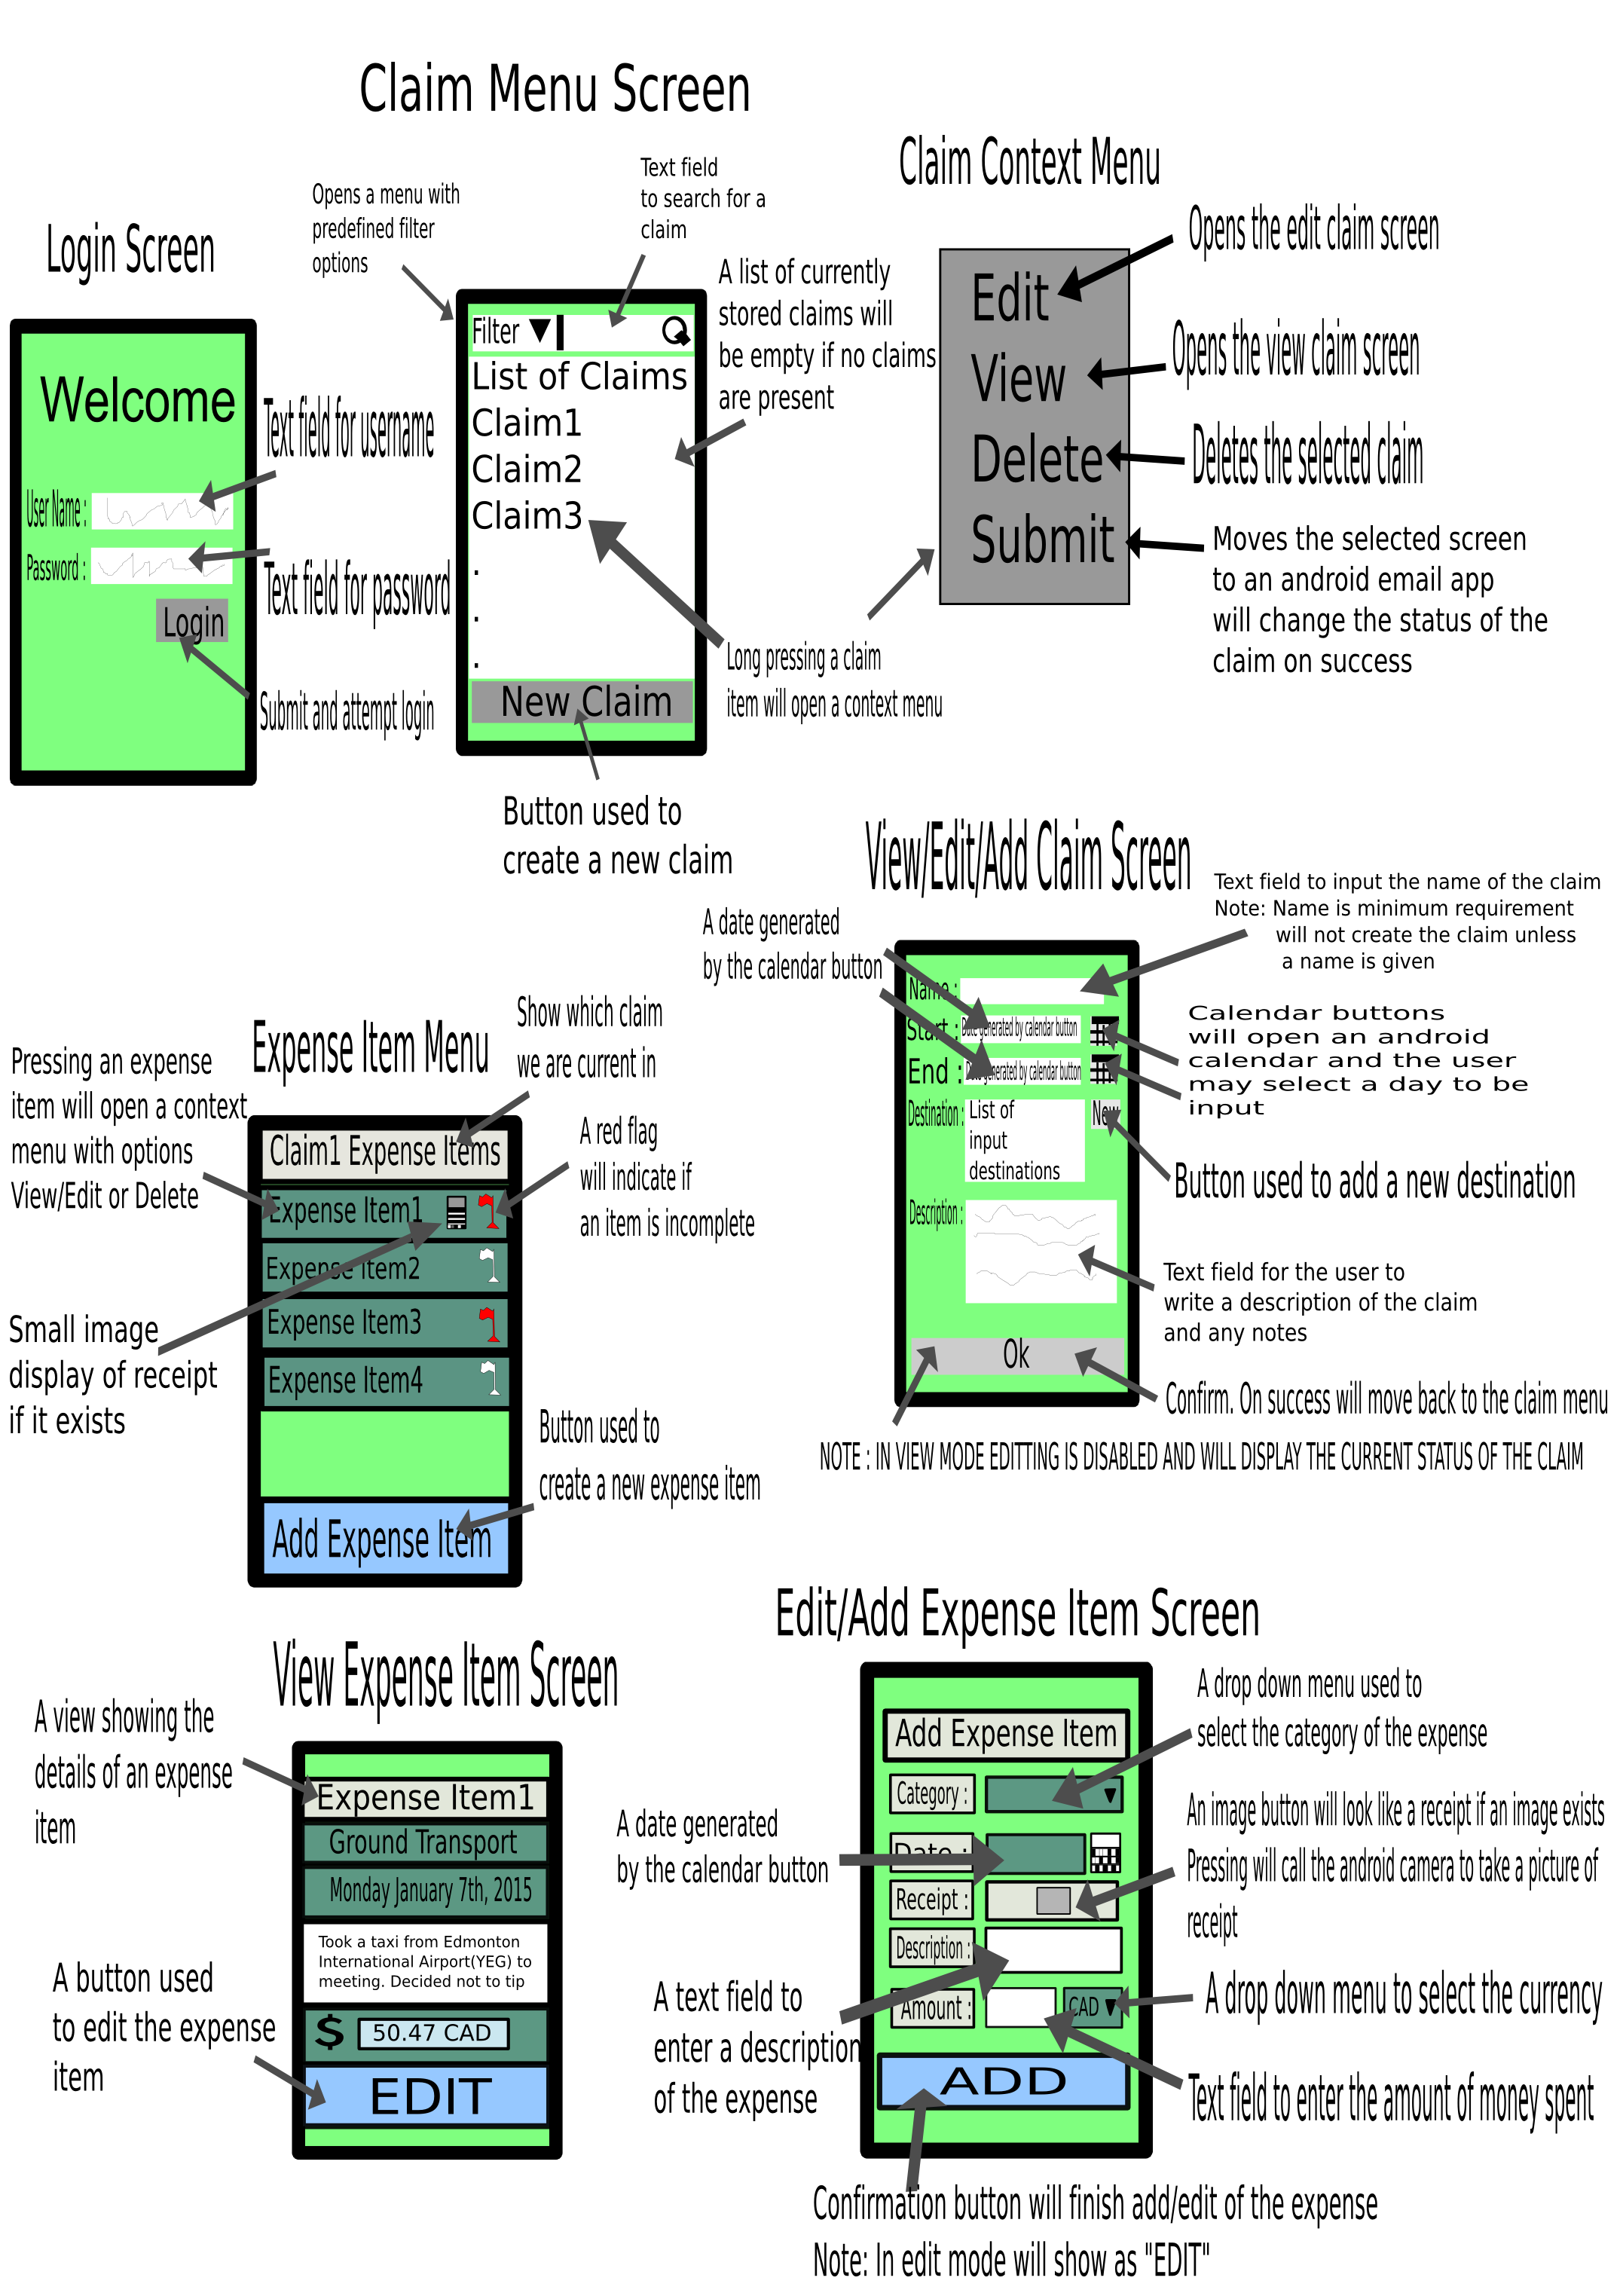 Claim Menu Screen
Claim Context Menu
Login Screen
Opens a menu with
predefined filter
options
Text field
to search for a
claim
A list of currently
stored claims will
be empty if no claims
are present
Opens the edit claim screen
Edit
Opens the view claim screen
View
Deletes the selected claim
Delete
Submit
Moves the selected screen
to an android email app
will change the status of the
claim on success
Welcome
Text field for username
User Name :
Password :
Text field for password
Login
Submit and attempt login
Filter
List of Claims
Claim1
Claim2
Claim3
.
.
.
New Claim
Long pressing a claim
item will open a context menu
Button used to
create a new claim
View/Edit/Add Claim Screen
Text field to input the name of the claim
Note: Name is minimum requirement
will not create the claim unless
a name is given
A date generated
by the calendar button
Name :
Start :
Date generated by calendar button
End :
Date generated by calendar button
Calendar buttons
will open an android
calendar and the user
may select a day to be
input
Destination :
List of
input
destinations
New
Button used to add a new destination
Description :
Text field for the user to
write a description of the claim
and any notes
Ok
Confirm. On success will move back to the claim menu
NOTE : IN VIEW MODE EDITTING IS DISABLED AND WILL DISPLAY THE CURRENT STATUS OF THE CLAIM
Expense Item Menu
Show which claim
we are current in
Pressing an expense
item will open a context
menu with options
View/Edit or Delete
A red flag
will indicate if
an item is incomplete
Claim1 Expense Items
Expense Item1
Expense Item2
Expense Item3
Expense Item4
Small image
display of receipt
if it exists
Button used to
create a new expense item
Add Expense Item
View Expense Item Screen
A view showing the
details of an expense
item
Expense Item1
Ground Transport
Monday January 7th, 2015
Took a taxi from Edmonton
International Airport(YEG) to
meeting. Decided not to tip
$ 50.47 CAD
EDIT
A button used
to edit the expense
item
Edit/Add Expense Item Screen
A drop down menu used to
select the category of the expense
Add Expense Item
Category :
Date :
Receipt :
Description :
Amount :
CAD
ADD
A date generated
by the calendar button
An image button will look like a receipt if an image exists
Pressing will call the android camera to take a picture of
receipt
A text field to
enter a description
of the expense
A drop down menu to select the currency
Text field to enter the amount of money spent
Confirmation button will finish add/edit of the expense
Note: In edit mode will show as "EDIT"